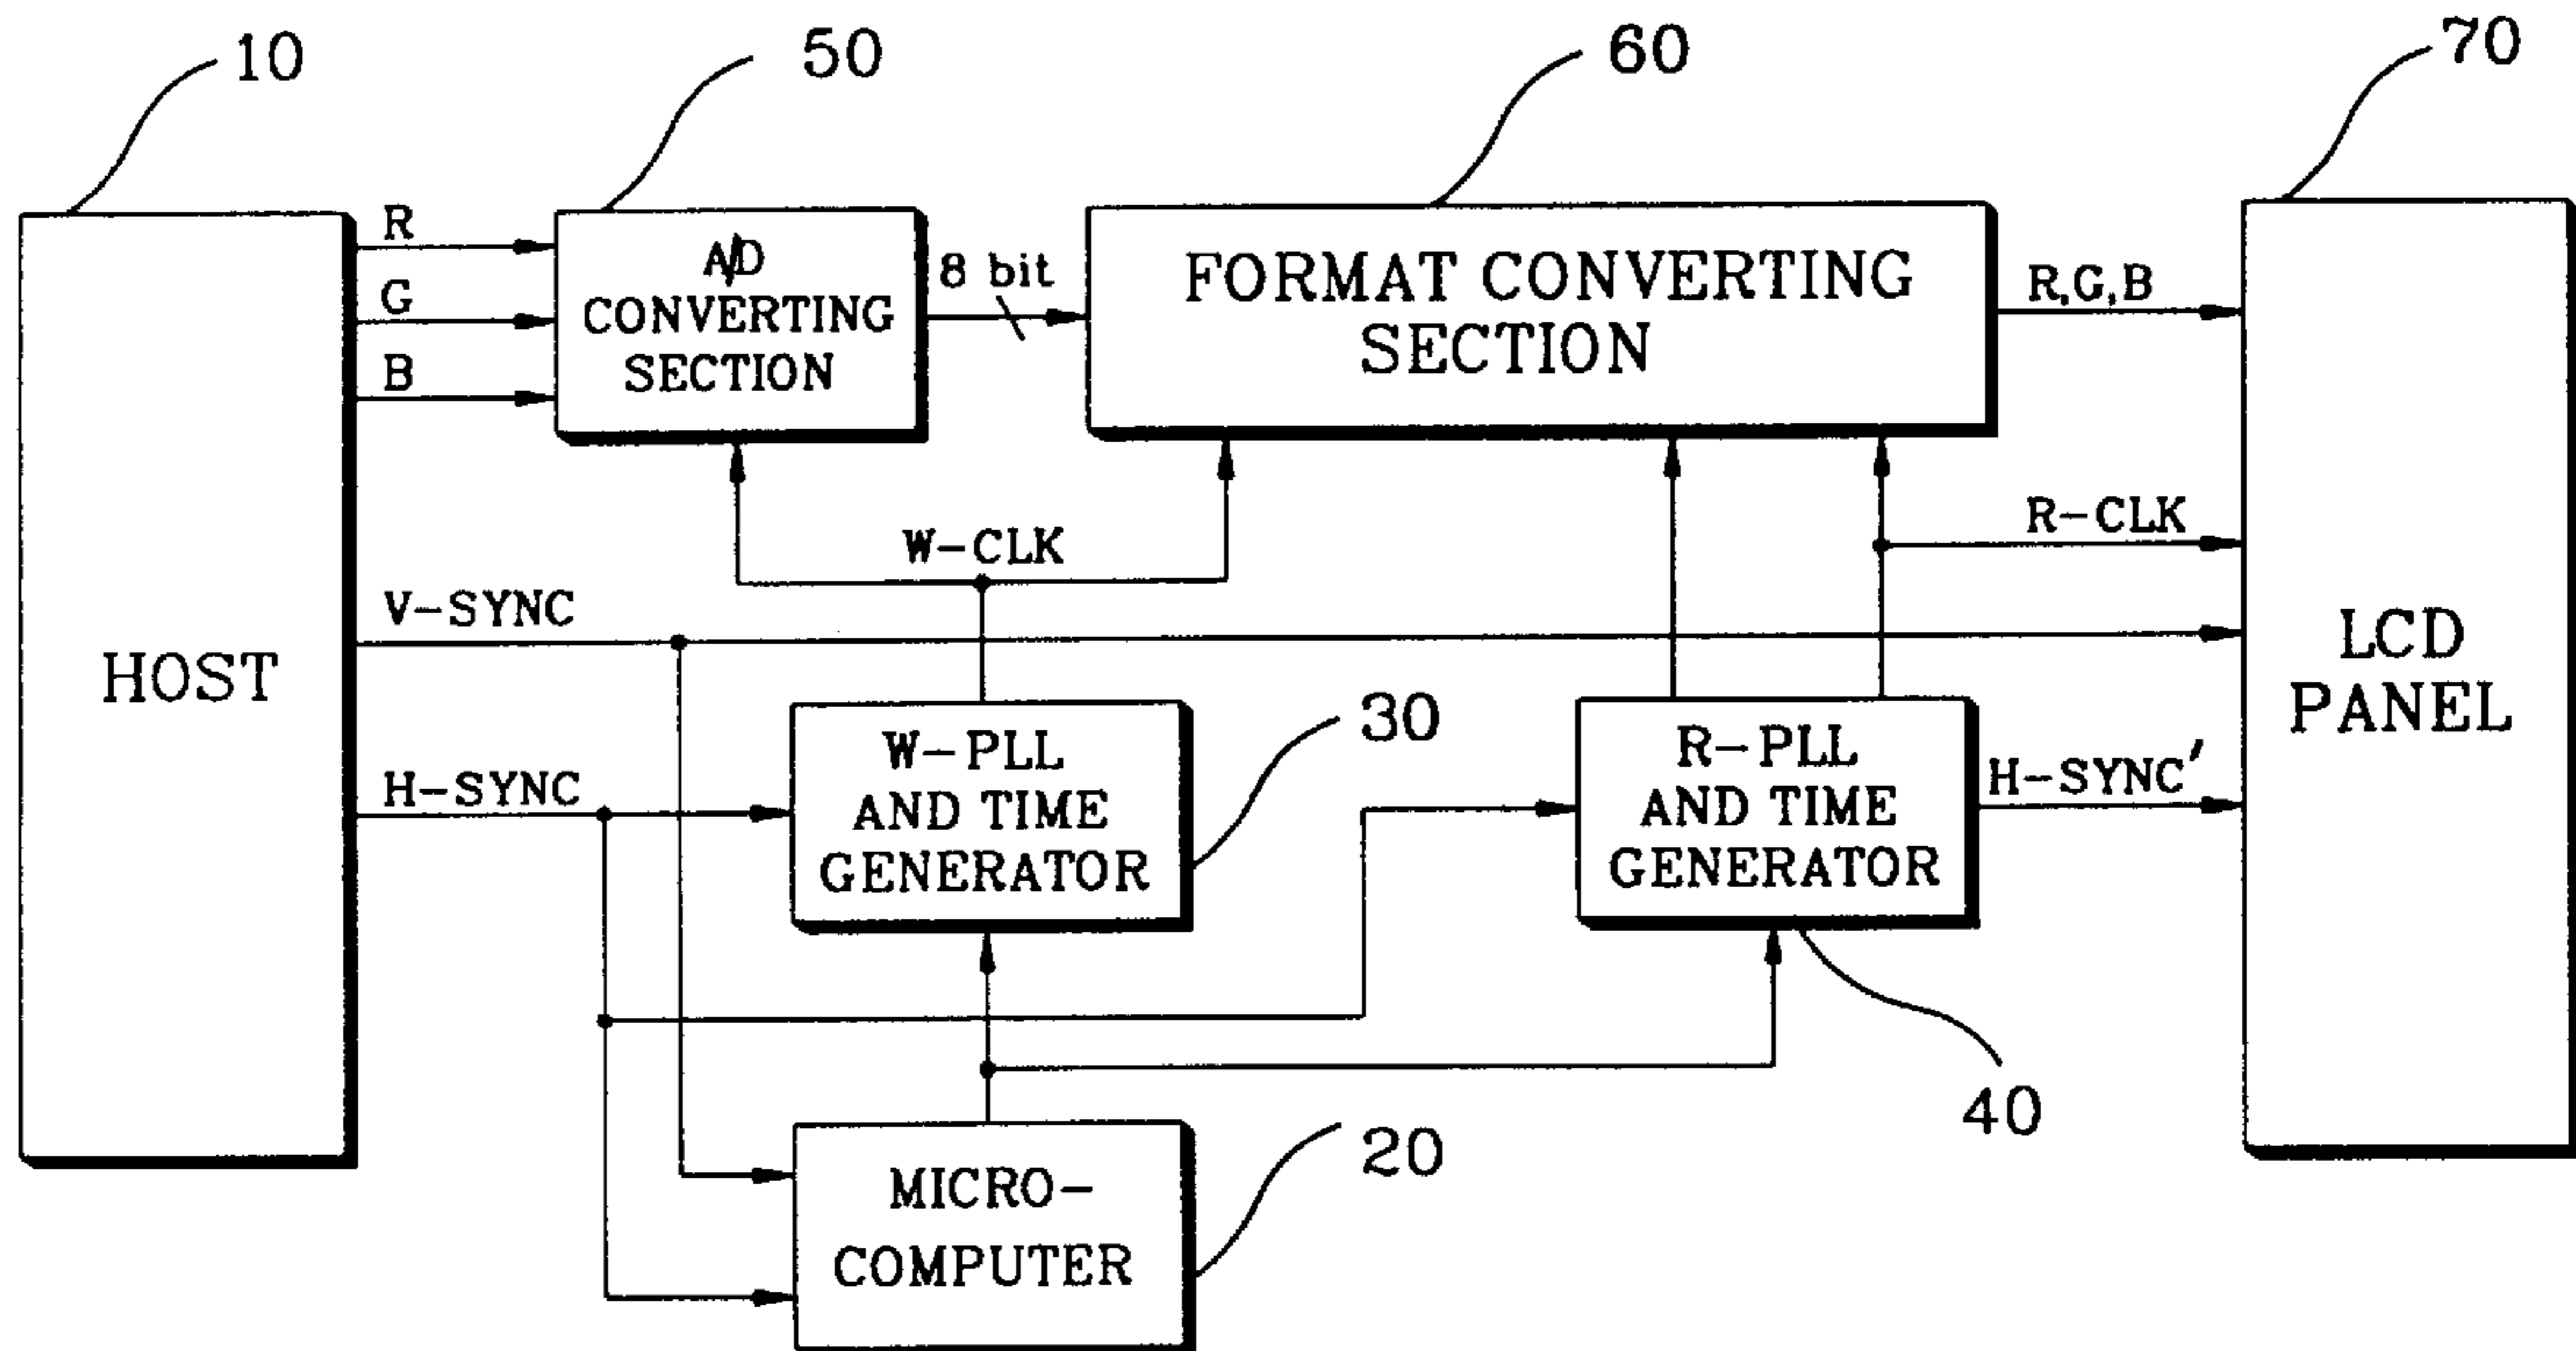 10
50
60
70
R
G
B
A/D
CONVERTING
SECTION
8 bit
FORMAT CONVERTING
SECTION
R,G,B
W-CLK
R-CLK
V-SYNC
HOST
LCD
PANEL
H-SYNC
W-PLL
AND TIME
GENERATOR
30
R-PLL
AND TIME
GENERATOR
H-SYNC'
40
MICRO-
COMPUTER
20